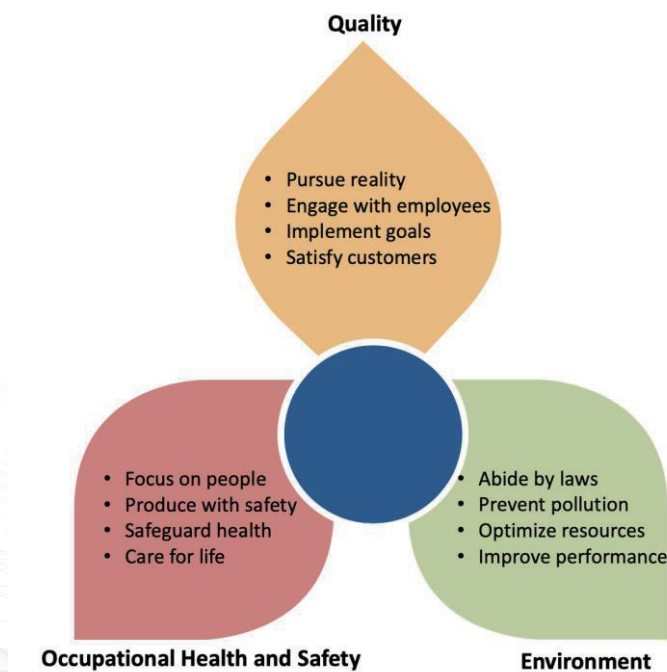 Quality
• Pursue reality
• Engage with employees
• Implement goals
• Satisfy customers
• Focus on people
• Produce with safety
• Safeguard health
• Care for life
• Abide by laws
• Prevent pollution
• Optimize resources
• Improve performance
Occupational Health and Safety
Environment